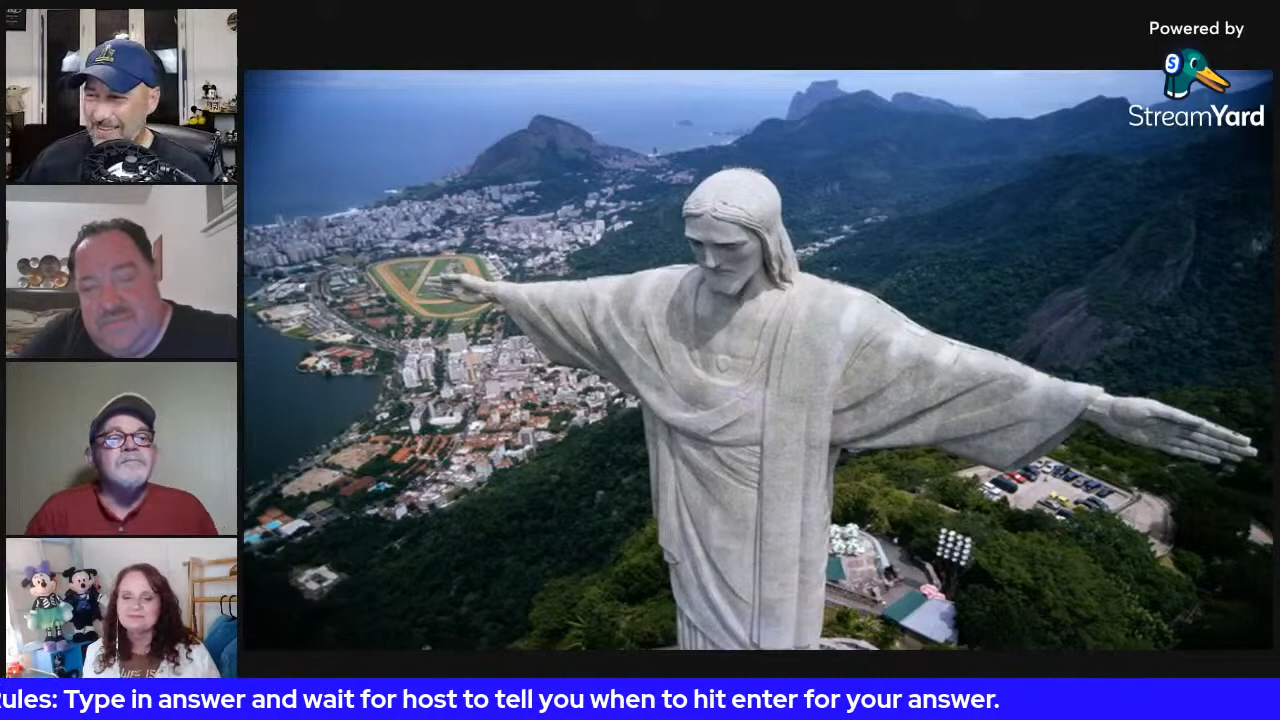 Powered by
StreamYard
ules: Type in answer and wait for host to tell you when to hit enter for your answer.